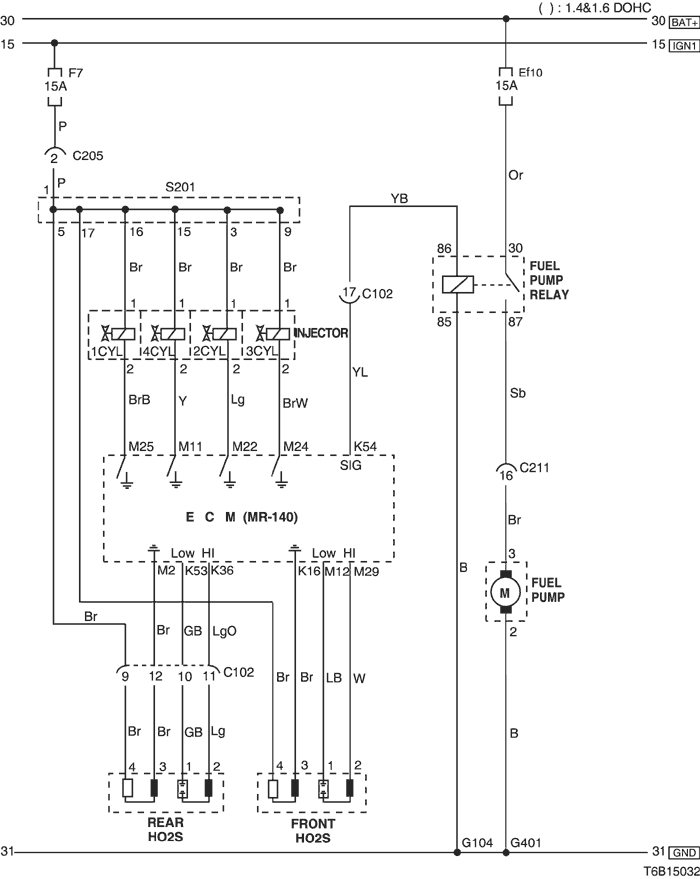 ( ) : 1.4&1.6 DOHC
30 30 BAT+
15 15 IGN1
F7 Ef10
15A 15A
P
2 C205
Or
P
1 S201
YB
5 17 16 15 3 9
86 30
Br Br Br Br
FUEL
PUMP
RELAY
17 C102
1 1 1 1
85 87
INJECTOR
1CYL 4CYL 2CYL 3CYL
2 2 2 2
YL
Sb
BrB Y Lg BrW
M25 M11 M22 M24 K54
SIG
C211
16
E C M (MR-140)
Br
Low HI Low HI
3
M2 K53 K36 K16 M12 M29
B
M
FUEL
PUMP
Br
Br GB LgO
2
9 12 10 11 C102
Br Br LB W
Br Br GB Lg
B
4 3 1 2 4 3 1 2
REAR
HO2S
FRONT
HO2S
G104 G401
31 31 GND
T6B15032